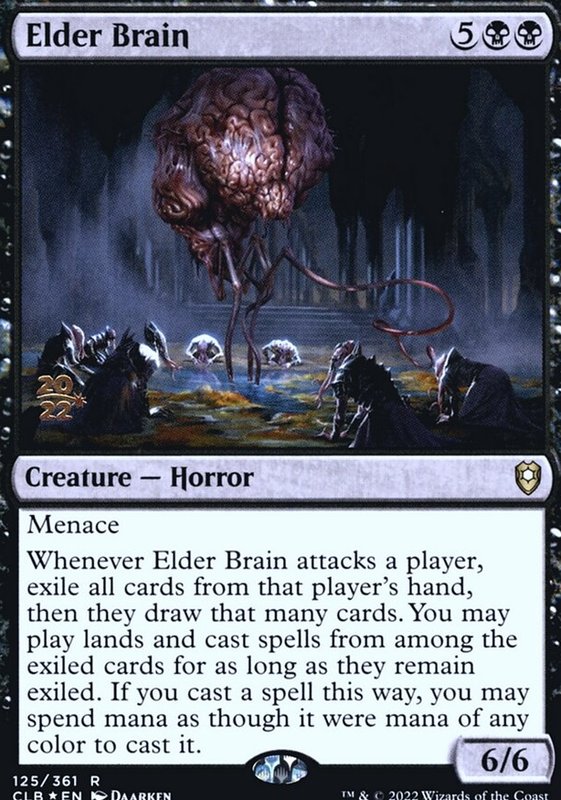 Elder Brain 5
20
22
Creature — Horror
Menace
Whenever Elder Brain attacks a player,
exile all cards from that player's hand,
then they draw that many cards. You may
play lands and cast spells from among the
exiled cards for as long as they remain
exiled. If you cast a spell this way, you may
spend mana as though it were mana of any
color to cast it.
6/6
125/361 R
CLB★EN DAARKEN
™ & © 2022 Wizards of the Coast